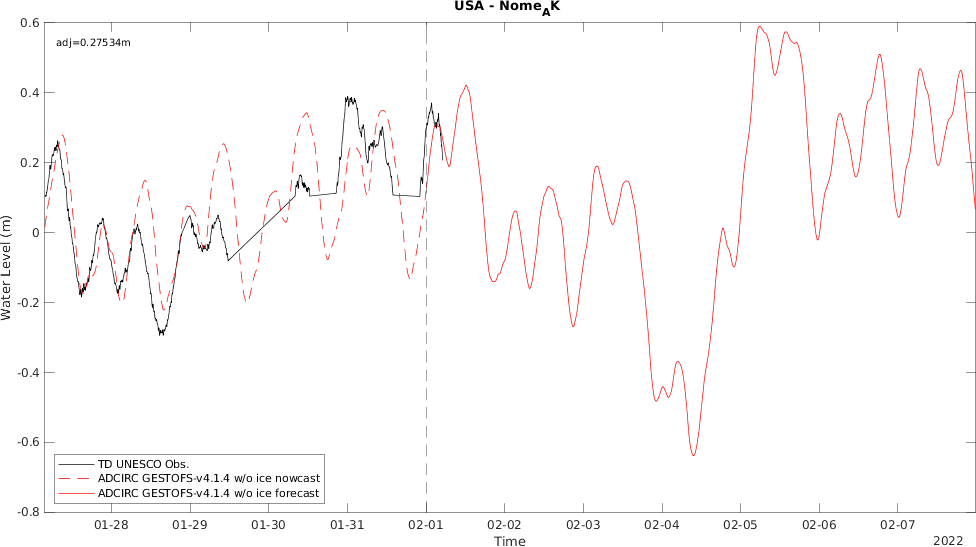 USA - Nome_AK
adj=0.27534m
0.6
0.4
0.2
0
-0.2
-0.4
-0.6
-0.8
Water Level (m)
TD UNESCO Obs.
ADCIRC GESTOFS-v4.1.4 w/o ice nowcast
ADCIRC GESTOFS-v4.1.4 w/o ice forecast
01-28 01-29 01-30 01-31 02-01 02-02 02-03 02-04 02-05 02-06 02-07
Time
2022